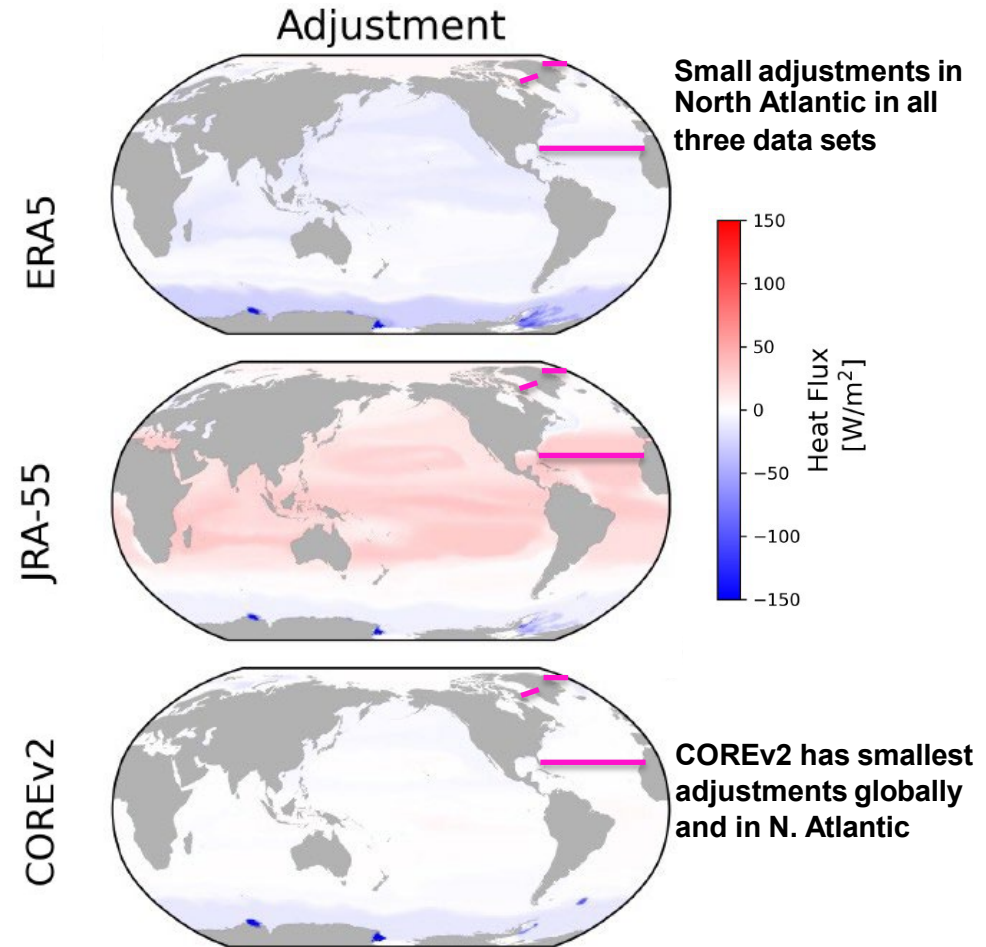 Adjustment
ERA5
Small adjustments in
North Atlantic in all
three data sets
150
100
50
0
−50
−100
−150
Heat Flux
[W/m²]
JRA-55
COREv2
COREv2 has smallest
adjustments globally
and in N. Atlantic